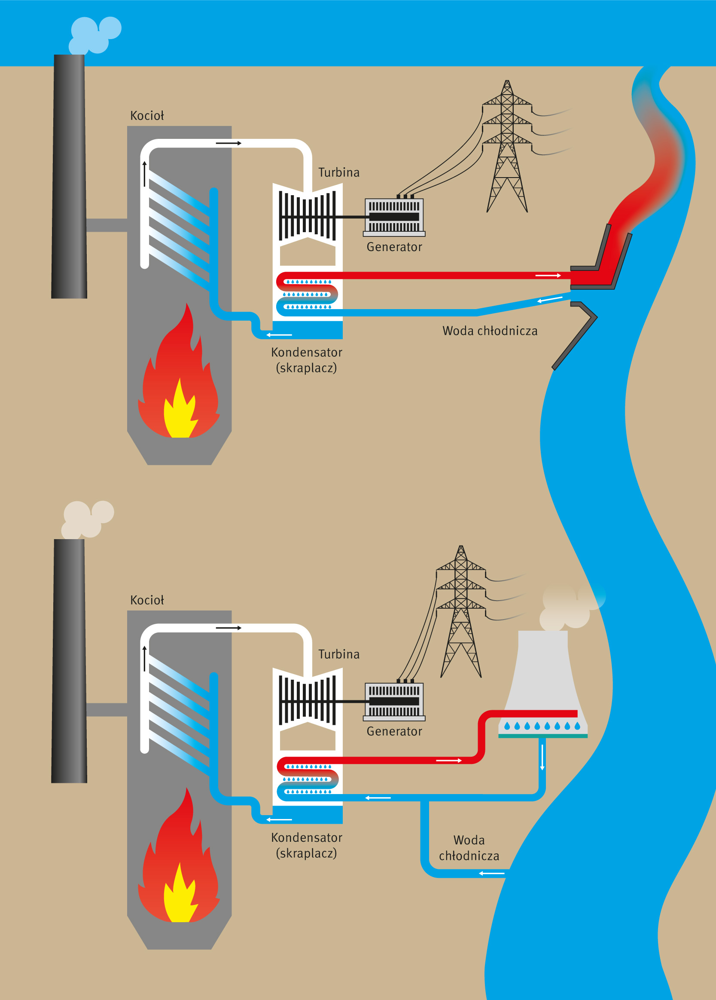 Kocioł
Turbina
Generator
Woda chłodnicza
Kondensator
(skraplacz)
Kocioł
Turbina
Generator
Kondensator
(skraplacz)
Woda
chłodnicza